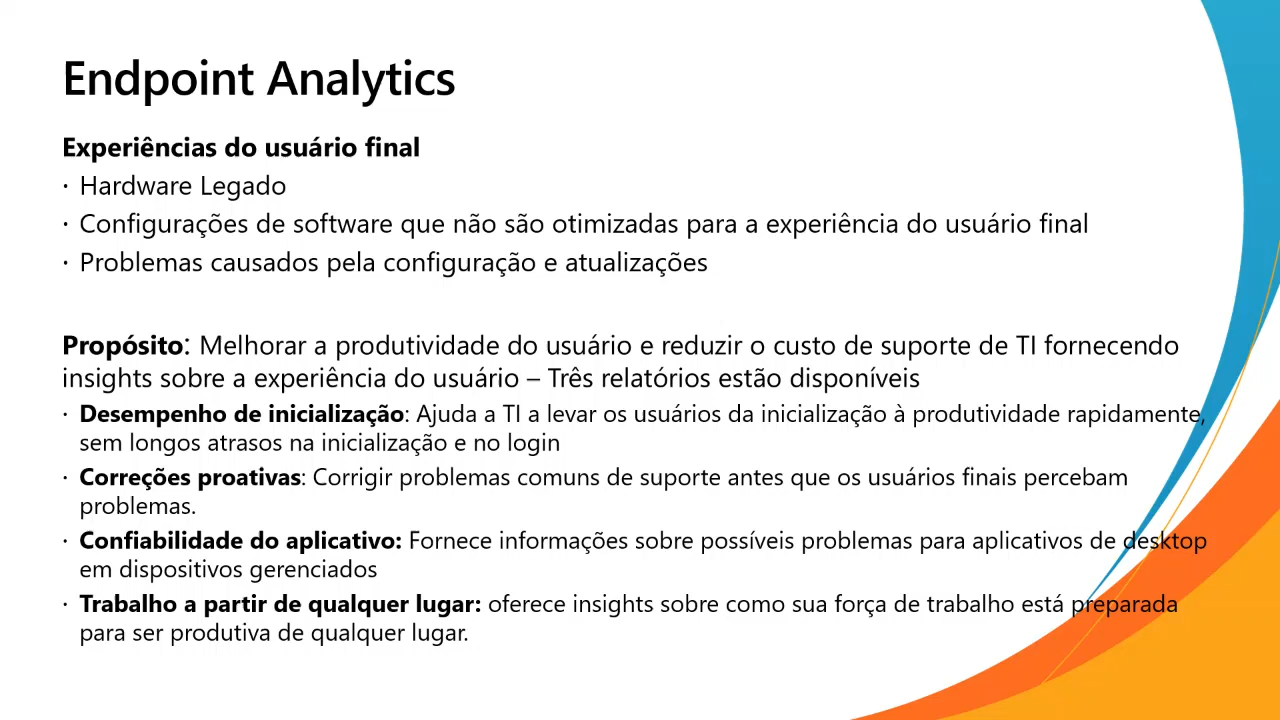 Endpoint Analytics
Experiências do usuário final
· Hardware Legado
· Configurações de software que não são otimizadas para a experiência do usuário final
· Problemas causados pela configuração e atualizações
Propósito: Melhorar a produtividade do usuário e reduzir o custo de suporte de TI fornecendo
insights sobre a experiência do usuário – Três relatórios estão disponíveis
· Desempenho de inicialização: Ajuda a TI a levar os usuários da inicialização à produtividade rapidamente,
sem longos atrasos na inicialização e no login
· Correções proativas: Corrigir problemas comuns de suporte antes que os usuários finais percebam
problemas.
· Confiabilidade do aplicativo: Fornece informações sobre possíveis problemas para aplicativos de desktop
em dispositivos gerenciados
· Trabalho a partir de qualquer lugar: oferece insights sobre como sua força de trabalho está preparada
para ser produtiva de qualquer lugar.